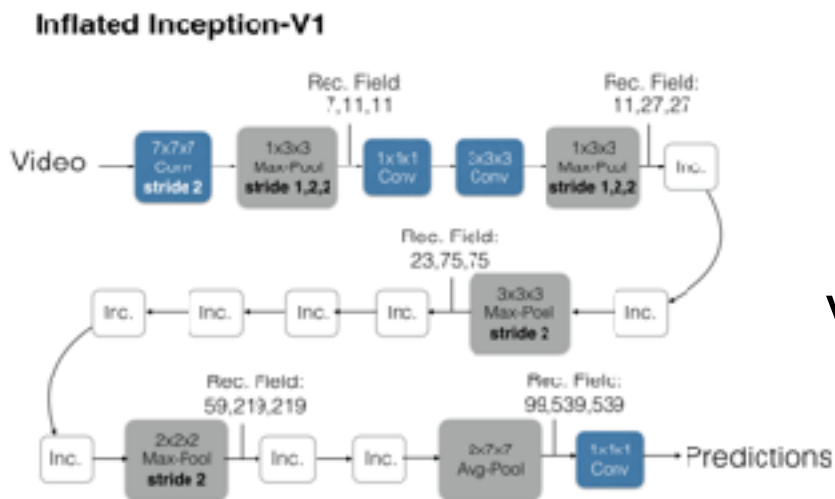 Inflated Inception-V1
Rec. Field:
7,11,11
Rec. Field:
11,27,27
Video
7x7x7
Conv
stride 2
1x3x3
Max-Pool
stride 1,2,2
1x1x1
Conv
3x3x3
Conv
1x3x3
Max-Pool
stride 1,2,2
Inc.
Rec. Field:
23,75,75
Inc.
Inc.
Inc.
Inc.
3x3x3
Max-Pool
stride 2
Inc.
Rec. Field:
59,219,219
Rec. Field:
99,539,539
Inc.
2x2x2
Max-Pool
stride 2
Inc.
Inc.
2x7x7
Avg-Pool
1x1x1
Conv
Predictions